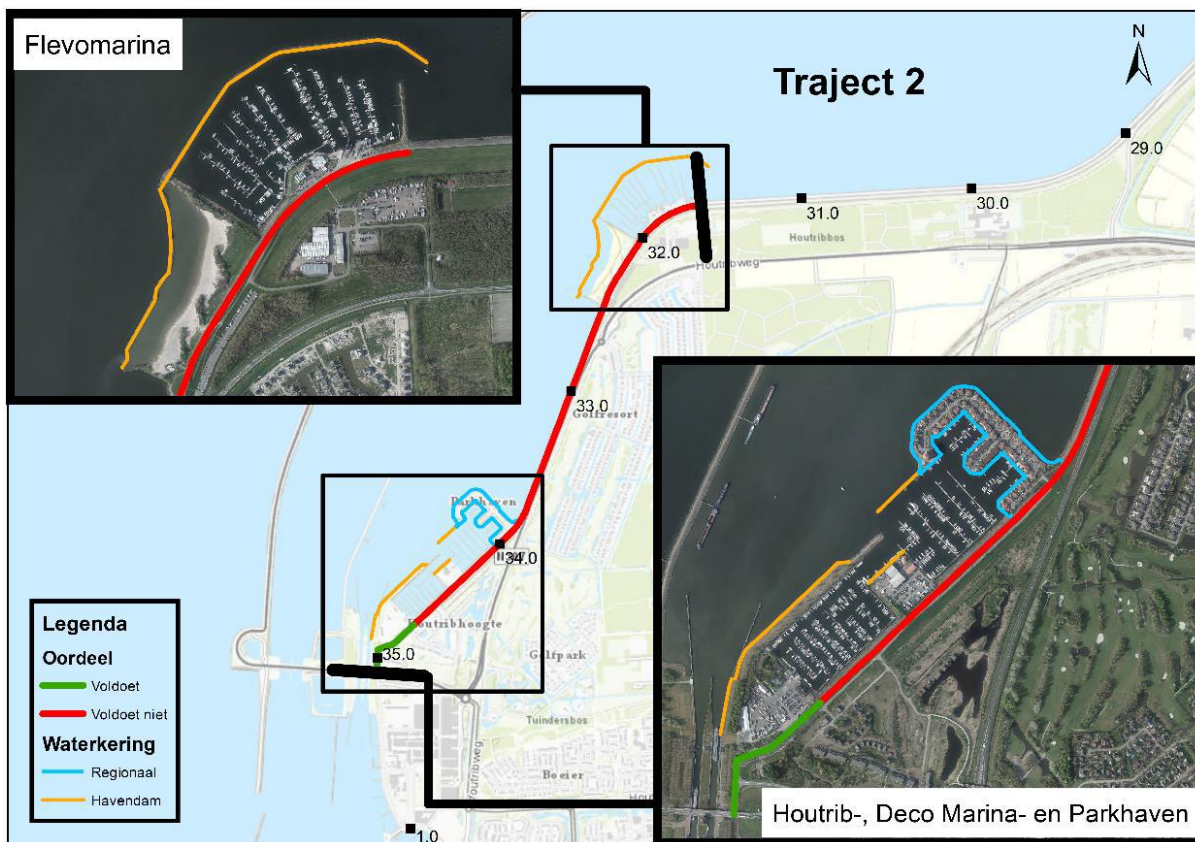 Flevomarina
Traject 2
N
29.0
30.0
31.0
Houtribbos
32.0
Houtribweg
33.0
Golfresort
Parkhaven
34.0
Houtribhoogte
35.0
Golfpark
Tuindersbos
Boeier
Houtribweg
1.0
Legenda
Oordeel
Voldoet
Voldoet niet
Waterkering
Regionaal
Havendam
Houtrib-, Deco Marina- en Parkhaven